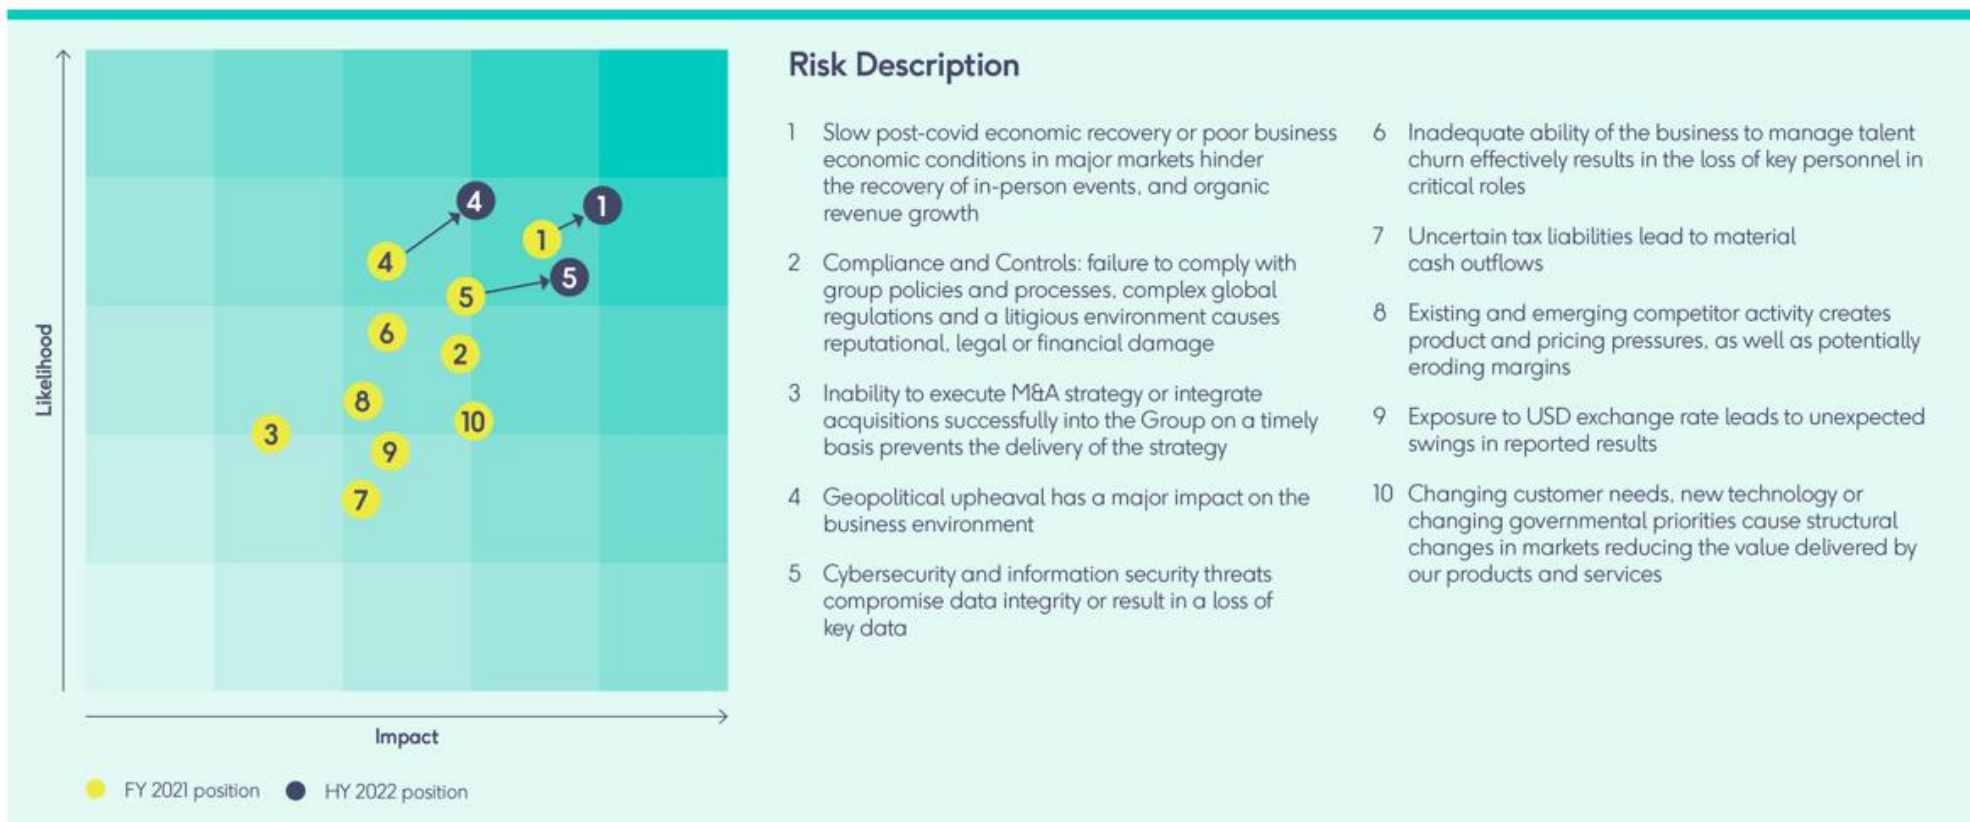 Risk Description
1 Slow post-covid economic recovery or poor business
economic conditions in major markets hinder
the recovery of in-person events, and organic
revenue growth
2 Compliance and Controls: failure to comply with
group policies and processes, complex global
regulations and a litigious environment causes
reputational, legal or financial damage
3 Inability to execute M&A strategy or integrate
acquisitions successfully into the Group on a timely
basis prevents the delivery of the strategy
4 Geopolitical upheaval has a major impact on the
business environment
5 Cybersecurity and information security threats
compromise data integrity or result in a loss of
key data
6 Inadequate ability of the business to manage talent
churn effectively results in the loss of key personnel in
critical roles
7 Uncertain tax liabilities lead to material
cash outflows
8 Existing and emerging competitor activity creates
product and pricing pressures, as well as potentially
eroding margins
9 Exposure to USD exchange rate leads to unexpected
swings in reported results
10 Changing customer needs, new technology or
changing governmental priorities cause structural
changes in markets reducing the value delivered by
our products and services
Likelihood
4
1
1
4
5
5
6
2
8
10
3
9
7
Impact
FY 2021 position
HY 2022 position